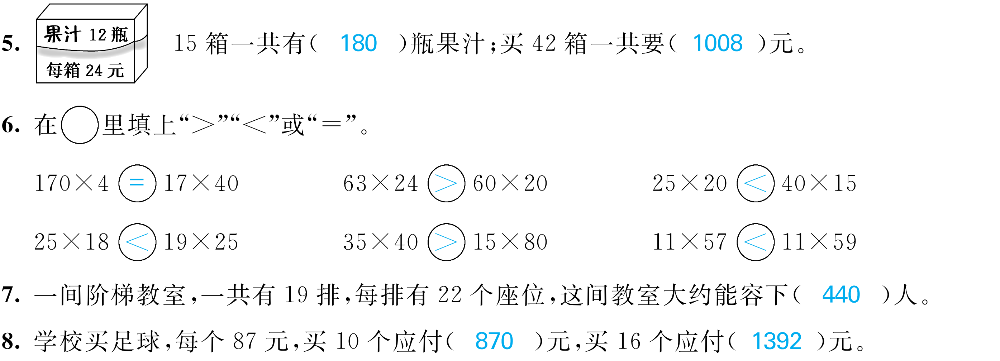 5. 果汁 12 瓶
每箱 24 元
15 箱一共有( 180 )瓶果汁;买 42 箱一共要( 1008 )元。
6. 在○里填上“>”“<”或“=”。
170×4 = 17×40 63×24 > 60×20 25×20 < 40×15
25×18 < 19×25 35×40 > 15×80 11×57 < 11×59
7. 一间阶梯教室,一共有 19 排,每排有 22 个座位,这间教室大约能容下( 440 )人。
8. 学校买足球,每个 87 元,买 10 个应付( 870 )元,买 16 个应付( 1392 )元。